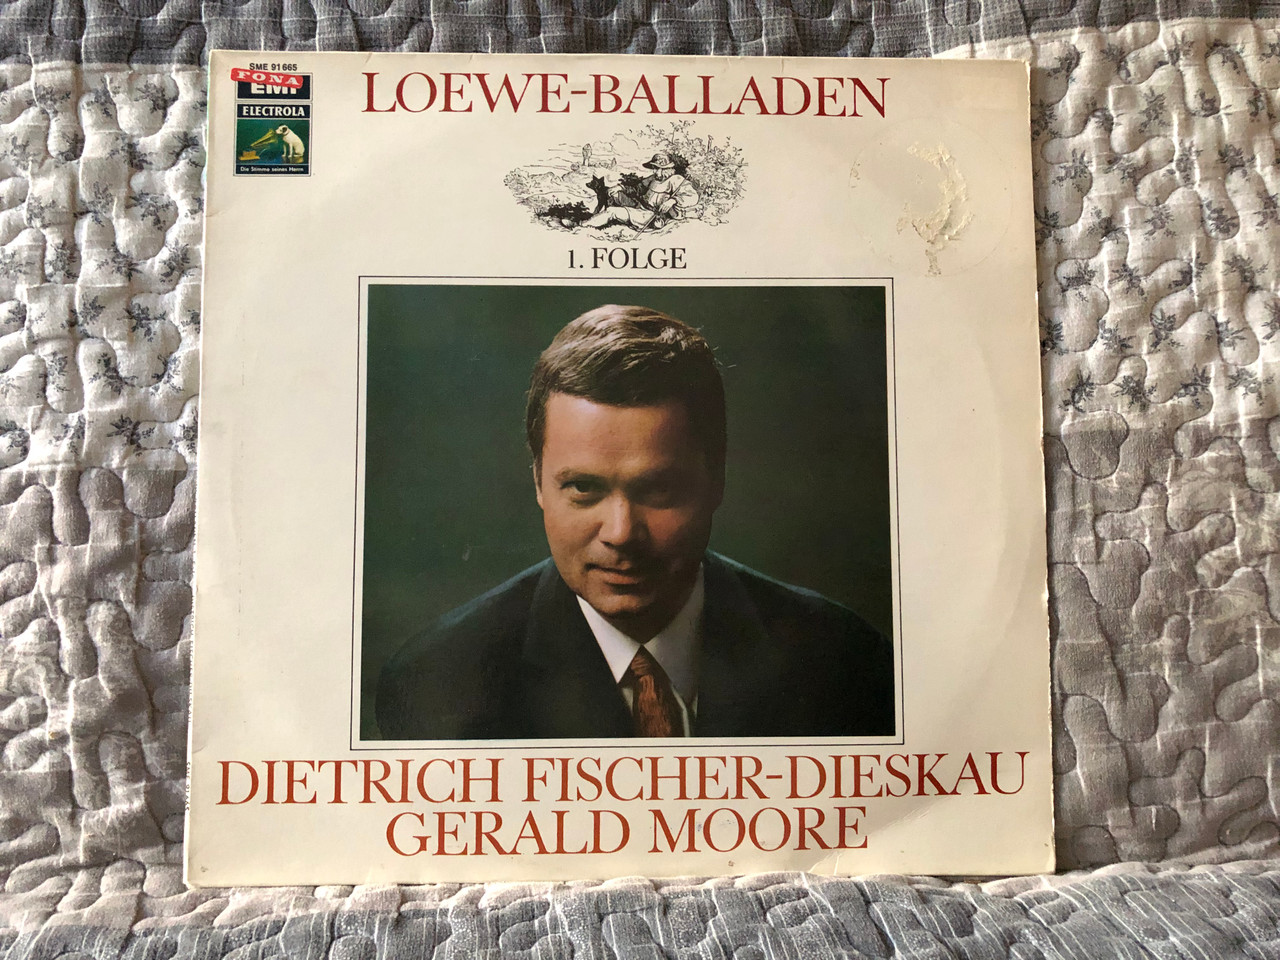 SME 91 665
FONA
EMI
ELECTROLA
Die Stimme seines Herrn
LOEWE-BALLADEN
1. FOLGE
DIETRICH FISCHER-DIESKAU
GERALD MOORE